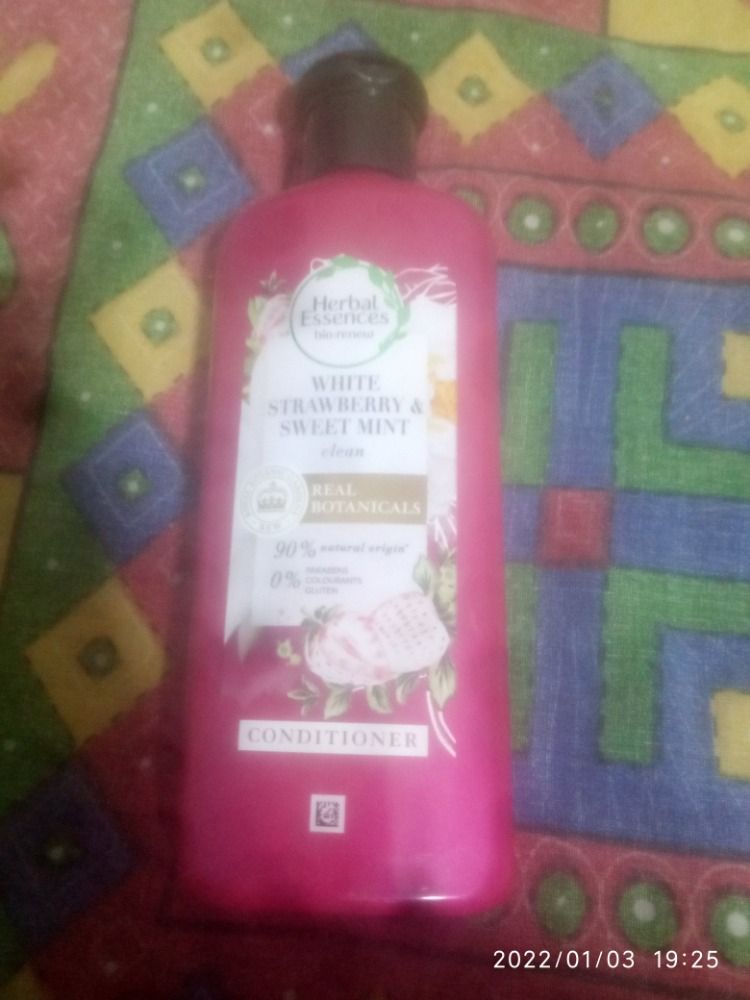 Herbal
Essences
bio:renew
WHITE
STRAWBERRY &
SWEET MINT
clean
REAL
BOTANICALS
90% natural origin*
0% PARABENS
COLOURANTS
GLUTEN
CONDITIONER
2022/01/03 19:25